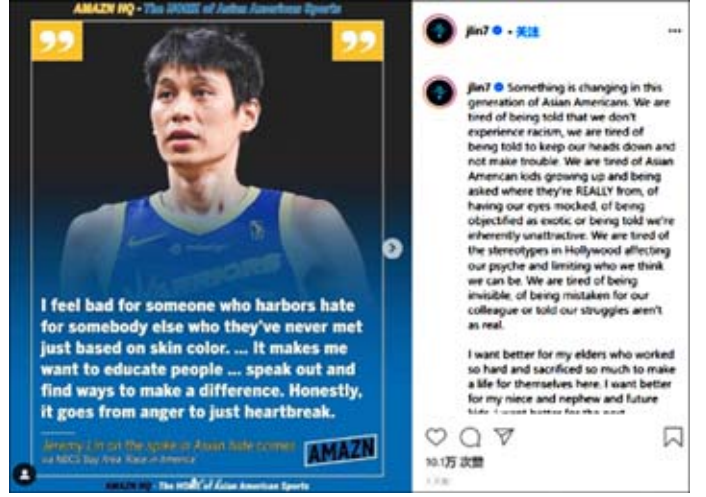 AMAZN HQ - The HOME of Asian American Sports
I feel bad for someone who harbors hate
for somebody else who they've never met
just based on skin color. ... It makes me
want to educate people ... speak out and
find ways to make a difference. Honestly,
it goes from anger to just heartbreak.
Jeremy Lin on the spike in Asian hate crimes
via NBCS Bay Area 'Race in America'
AMAZN
AMAZN HQ - The HOME of Asian American Sports
jlin7 • 关注
jlin7 Something is changing in this
generation of Asian Americans. We are
tired of being told that we don't
experience racism, we are tired of
being told to keep our heads down and
not make trouble. We are tired of Asian
American kids growing up and being
asked where they're REALLY from, of
having our eyes mocked, of being
objectified as exotic or being told we're
inherently unattractive. We are tired of
the stereotypes in Hollywood affecting
our psyche and limiting who we think
we can be. We are tired of being
invisible, of being mistaken for our
colleague or told our struggles aren't
as real.
I want better for my elders who worked
so hard and sacrificed so much to make
a life for themselves here. I want better
for my niece and nephew and future
kids. I want better for the next
10.1万 次赞